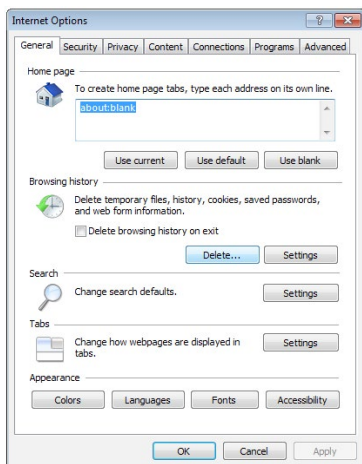 Internet Options
General Security Privacy Content Connections Programs Advanced
Home page
To create home page tabs, type each address on its own line.
about:blank
Use current Use default Use blank
Browsing history
Delete temporary files, history, cookies, saved passwords,
and web form information.
Delete browsing history on exit
Delete... Settings
Search
Change search defaults. Settings
Tabs
Change how webpages are displayed in
tabs.
Settings
Appearance
Colors Languages Fonts Accessibility
OK Cancel Apply